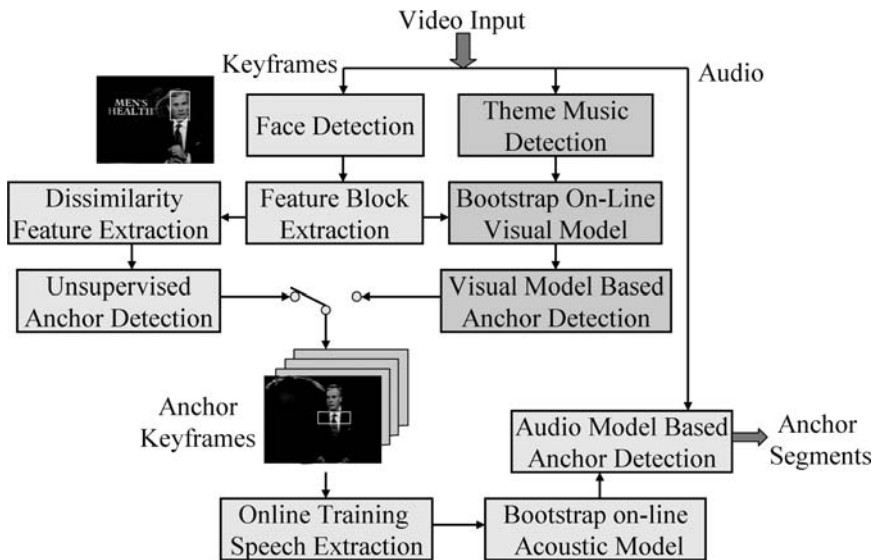 Video Input
Keyframes
Audio
MEN'S
HEALTH
Face Detection
Theme Music
Detection
Dissimilarity
Feature Extraction
Feature Block
Extraction
Bootstrap On-Line
Visual Model
Unsupervised
Anchor Detection
Visual Model Based
Anchor Detection
Anchor
Keyframes
Audio Model Based
Anchor Detection
Anchor
Segments
Online Training
Speech Extraction
Bootstrap on-line
Acoustic Model